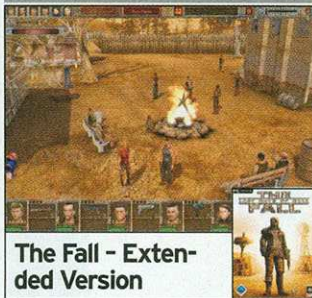 THE
FALL
The Fall – Exten-
ded Version